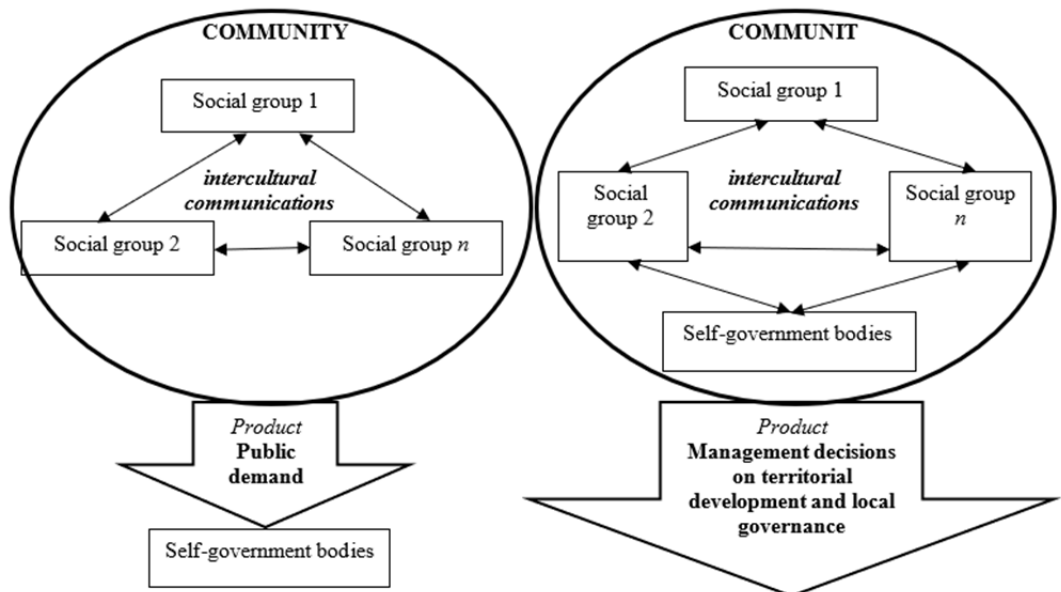 COMMUNITY
Social group 1
intercultural
communications
Social group 2
Social group n
Product
Public
demand
Self-government bodies
COMMUNIT
Social group 1
Social
group 2
intercultural
communications
Social group
n
Self-government bodies
Product
Management decisions
on territorial
development and local
governance